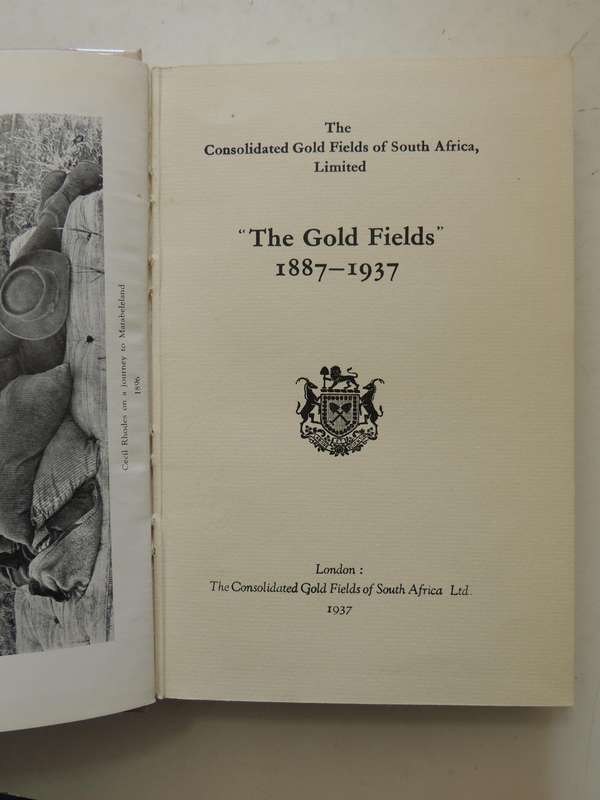 Cecil Rhodes on a journey to Matabeleland
1896
The
Consolidated Gold Fields of South Africa,
Limited
"The Gold Fields"
1887–1937
London :
The Consolidated Gold Fields of South Africa Ltd.
1937